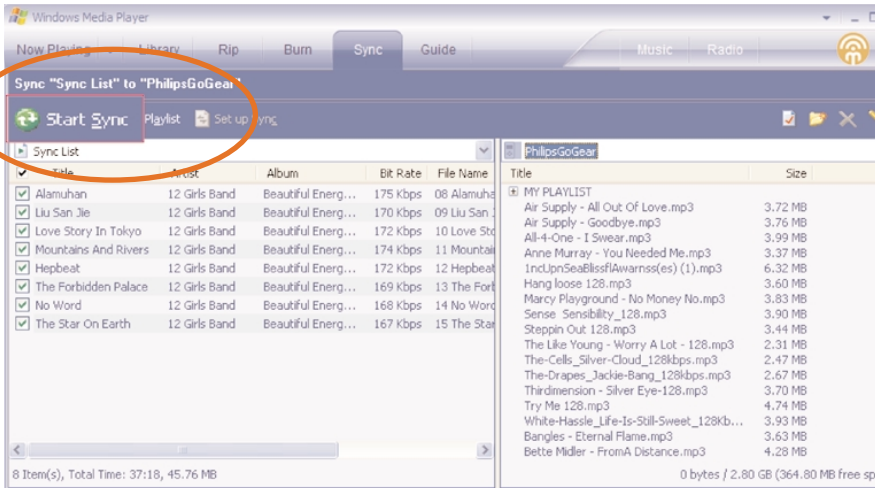 Windows Media Player
Now Playing Library Rip Burn Sync Guide Music Radio
Sync "Sync List" to "PhilipsGoGear"
Start Sync Playlist Set up Sync
Sync List
Title Artist Album Bit Rate File Name
Alamuhan 12 Girls Band Beautiful Energ... 175 Kbps 08 Alamuha
Liu San Jie 12 Girls Band Beautiful Energ... 170 Kbps 09 Liu San
Love Story In Tokyo 12 Girls Band Beautiful Energ... 172 Kbps 10 Love Sto
Mountains And Rivers 12 Girls Band Beautiful Energ... 174 Kbps 11 Mountai
Hepbeat 12 Girls Band Beautiful Energ... 172 Kbps 12 Hepbeat
The Forbidden Palace 12 Girls Band Beautiful Energ... 169 Kbps 13 The Forl
No Word 12 Girls Band Beautiful Energ... 168 Kbps 14 No Word
The Star On Earth 12 Girls Band Beautiful Energ... 167 Kbps 15 The Star
8 Item(s), Total Time: 37:18, 45.76 MB
PhilipsGoGear
Title Size
MY PLAYLIST
Air Supply - All Out Of Love.mp3 3.72 MB
Air Supply - Goodbye.mp3 3.76 MB
All-4-One - I Swear.mp3 3.99 MB
Anne Murray - You Needed Me.mp3 3.37 MB
1ncUpnSeaBlissflAwarnss(es) (1).mp3 6.32 MB
Hang loose 128.mp3 3.60 MB
Marcy Playground - No Money No.mp3 3.83 MB
Sense Sensibility_128.mp3 3.90 MB
Steppin Out 128.mp3 3.44 MB
The Like Young - Worry A Lot - 128.mp3 2.31 MB
The-Cells_Silver-Cloud_128kbps.mp3 2.47 MB
The-Drapes_Jackie-Bang_128kbps.mp3 2.67 MB
Thirdimension - Silver Eye-128.mp3 3.70 MB
Try Me 128.mp3 4.74 MB
White-Hassle_Life-Is-Still-Sweet_128Kb... 3.93 MB
Bangles - Eternal Flame.mp3 3.63 MB
Bette Midler - FromA Distance.mp3 4.28 MB
0 bytes / 2.80 GB (364.80 MB free sp